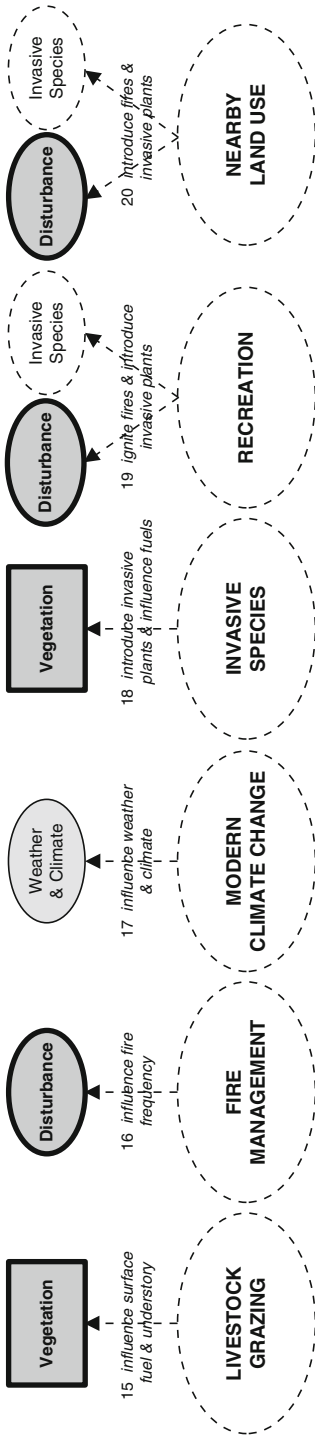 Vegetation
15 influence surface
fuel & understory
LIVESTOCK
GRAZING
Disturbance
16 influence fire
frequency
FIRE
MANAGEMENT
Weather
& Climate
17 influence weather
& climate
MODERN
CLIMATE CHANGE
Vegetation
18 introduce invasive
plants & influence fuels
INVASIVE
SPECIES
Disturbance
Invasive
Species
19 ignite fires & introduce
invasive plants
RECREATION
Disturbance
Invasive
Species
20 introduce fires &
invasive plants
NEARBY
LAND USE